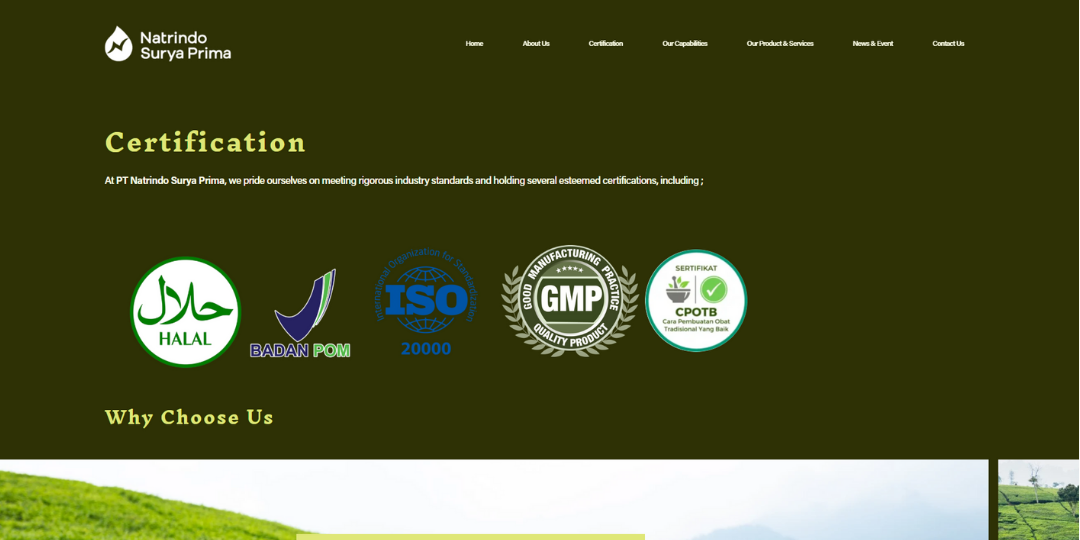 Natrindo
Surya Prima
Home
About Us
Certification
Our Capabilities
Our Product & Services
News & Event
Contact Us
Certification
At PT Natrindo Surya Prima, we pride ourselves on meeting rigorous industry standards and holding several esteemed certifications, including ;
حلال
HALAL
BADAN POM
International Organization for Standardization
ISO
20000
GOOD MANUFACTURING PRACTICE
GMP
QUALITY PRODUCT
SERTIFIKAT
CPOTB
Cara Pembuatan Obat
Tradisional Yang Baik
Why Choose Us